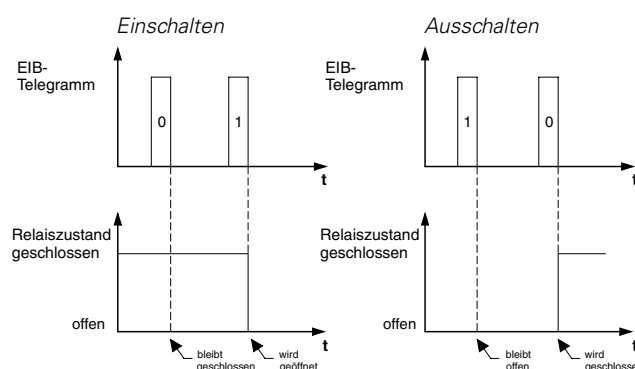 Einschalten
EIB-
Telegramm
0
1
t
Relaiszustand
geschlossen
offen
bleibt
geschlossen
wird
geöffnet
t
Ausschalten
EIB-
Telegramm
1
0
t
Relaiszustand
geschlossen
offen
bleibt
offen
wird
geschlossen
t